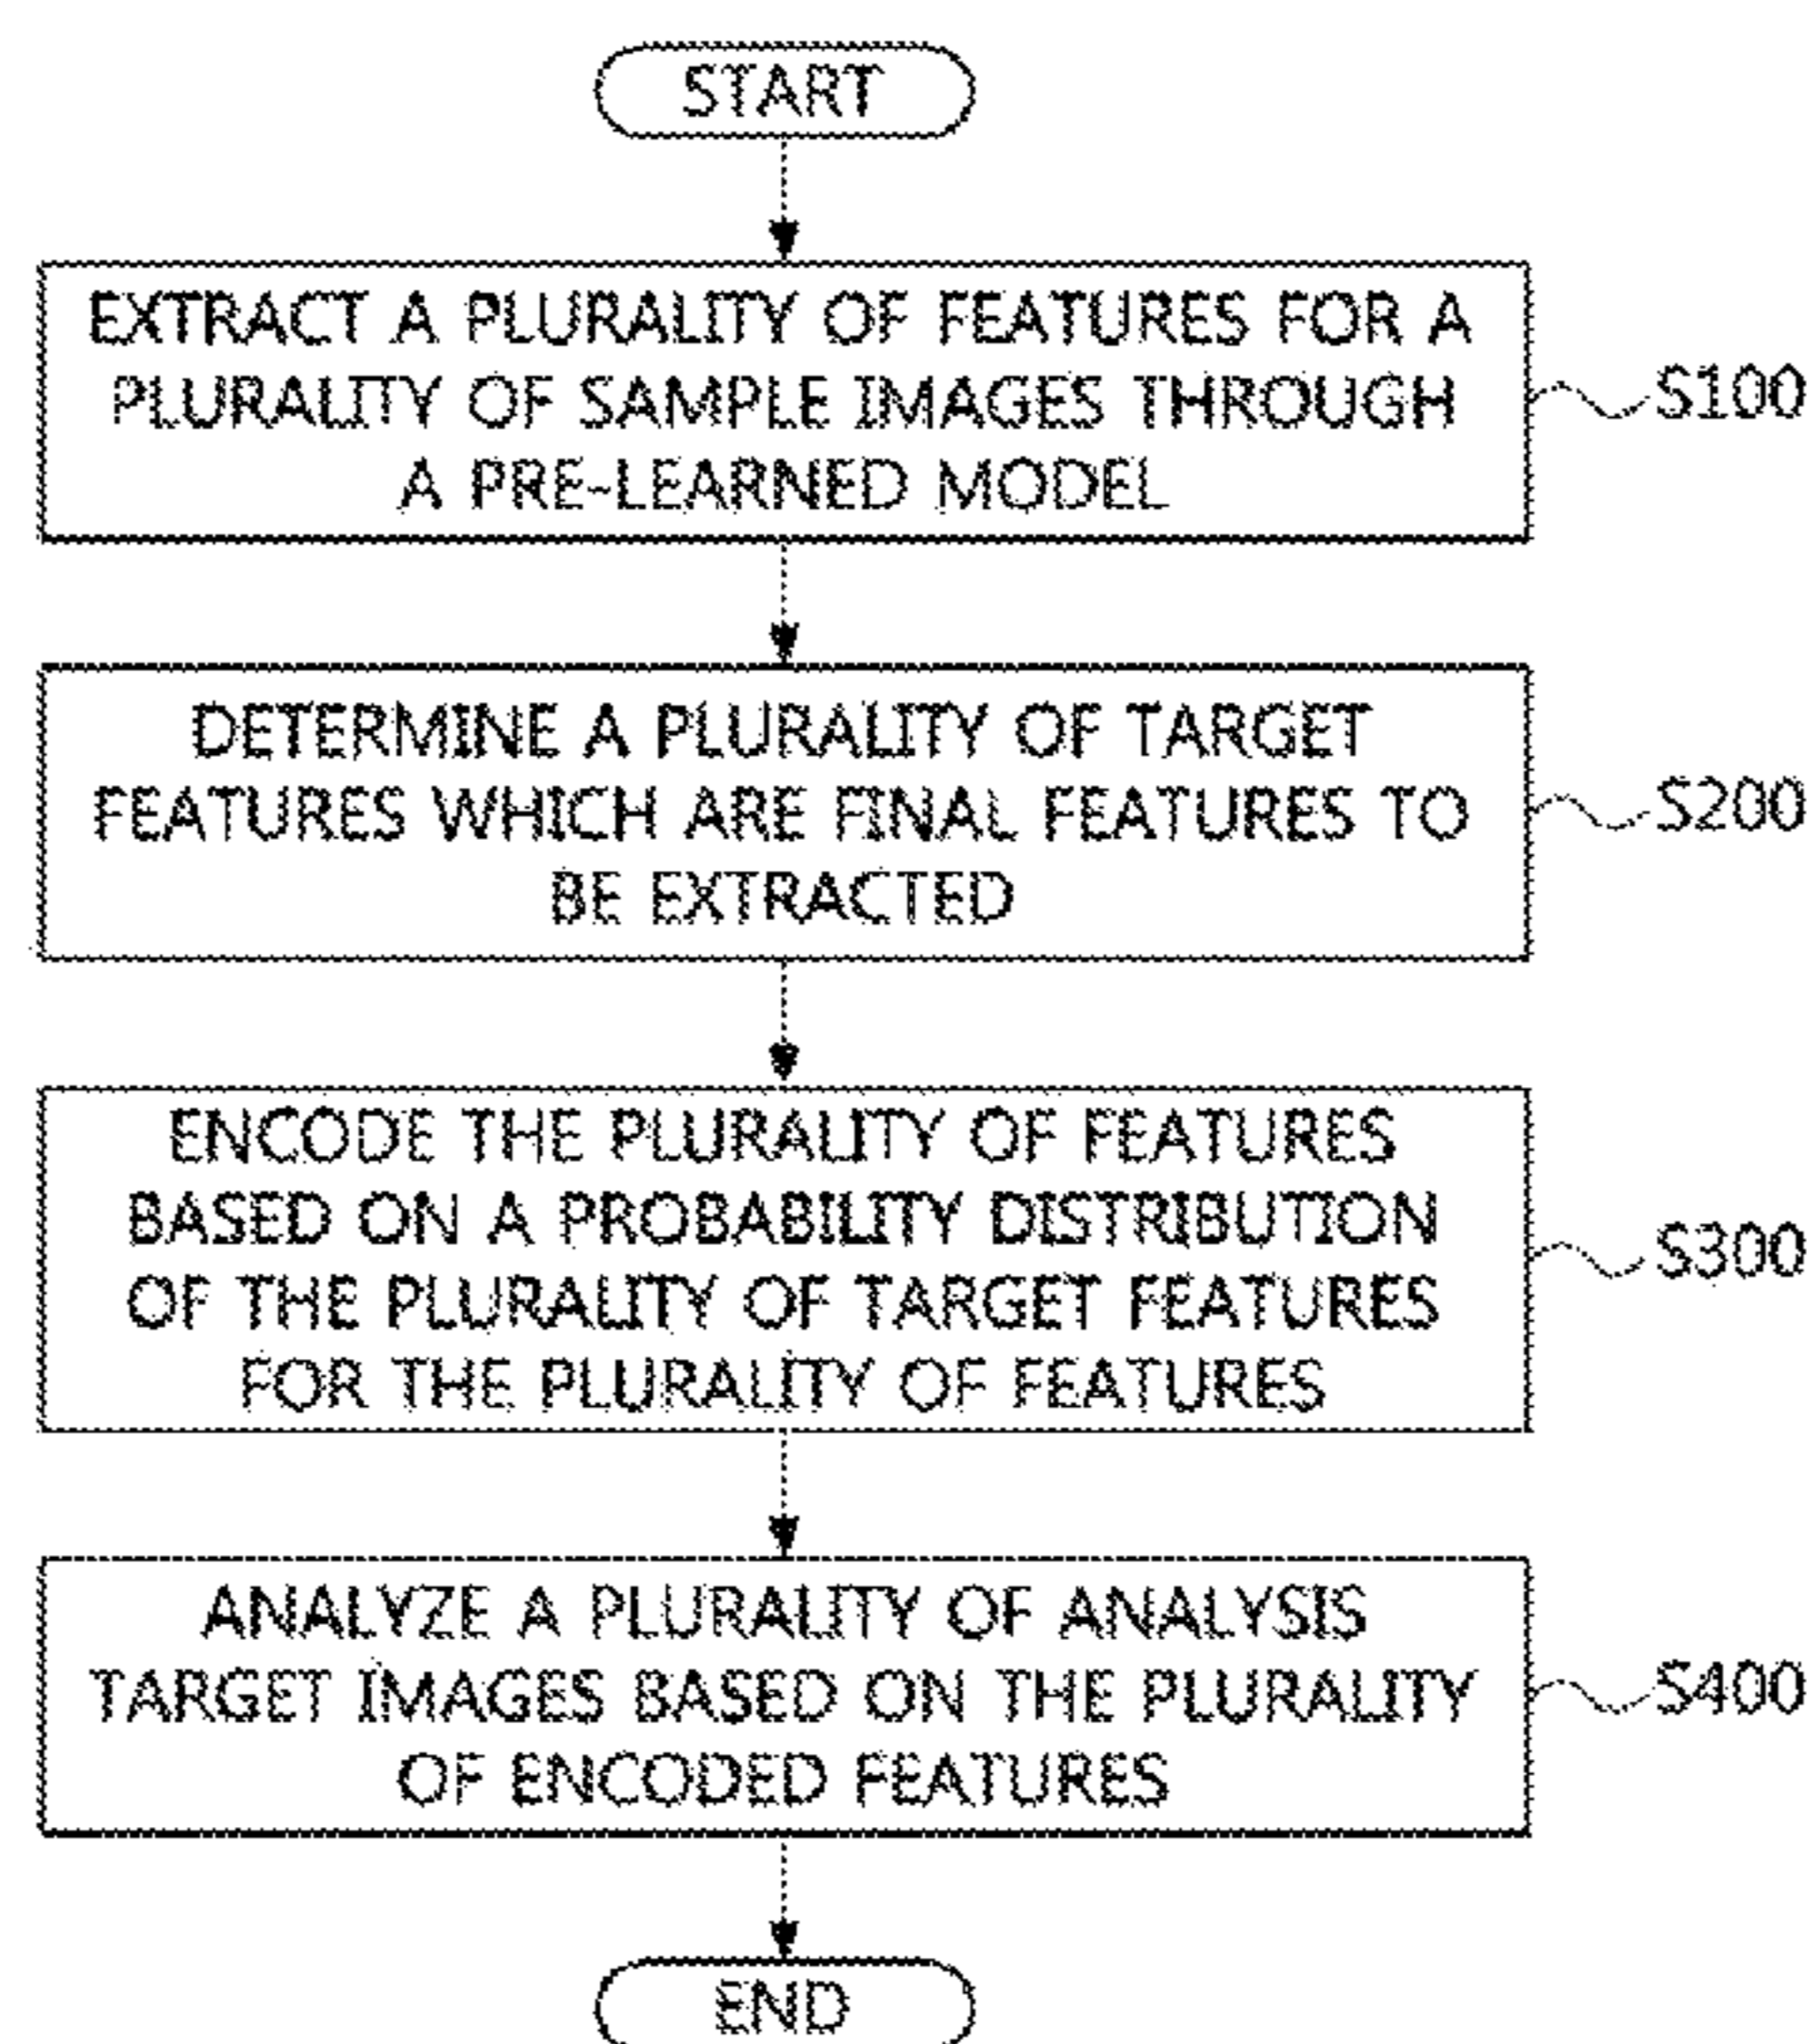 START
EXTRACT A PLURALITY OF FEATURES FOR A
PLURALITY OF SAMPLE IMAGES THROUGH
A PRE-LEARNED MODEL
S100
DETERMINE A PLURALITY OF TARGET
FEATURES WHICH ARE FINAL FEATURES TO
BE EXTRACTED
S200
ENCODE THE PLURALITY OF FEATURES
BASED ON A PROBABILITY DISTRIBUTION
OF THE PLURALITY OF TARGET FEATURES
FOR THE PLURALITY OF FEATURES
S300
ANALYZE A PLURALITY OF ANALYSIS
TARGET IMAGES BASED ON THE PLURALITY
OF ENCODED FEATURES
S400
END